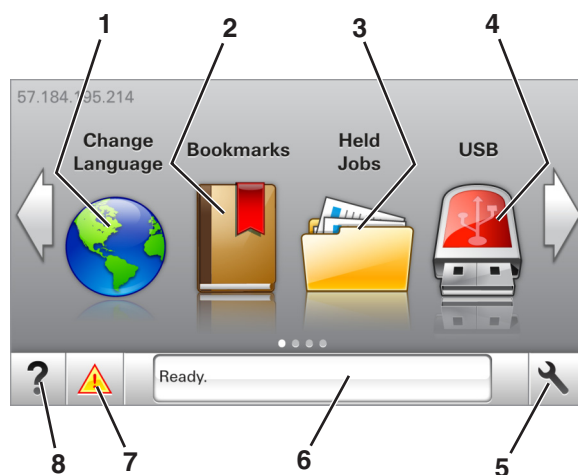 1 2 3 4
57.184.195.214
Change Language
Bookmarks
Held Jobs
USB
?
Ready.
8 7 6 5